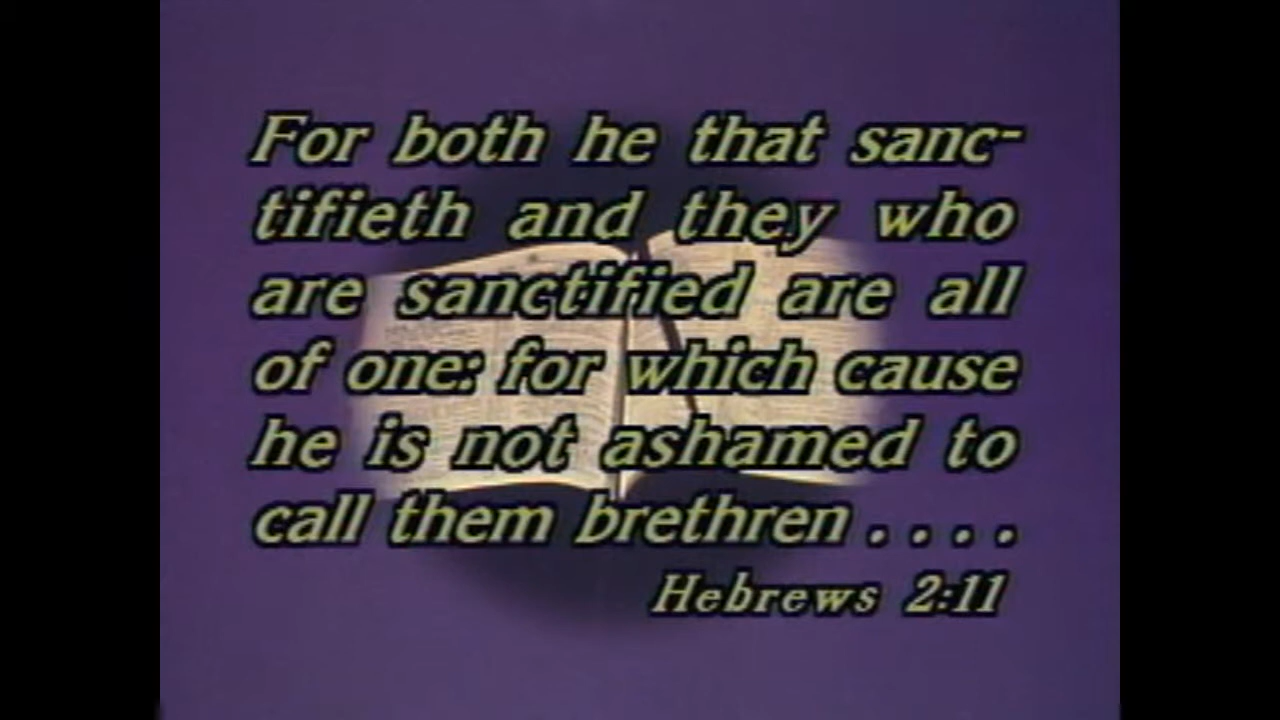 For both he that sanc-
tifieth and they who
are sanctified are all
of one: for which cause
he is not ashamed to
call them brethren . . . .
Hebrews 2:11